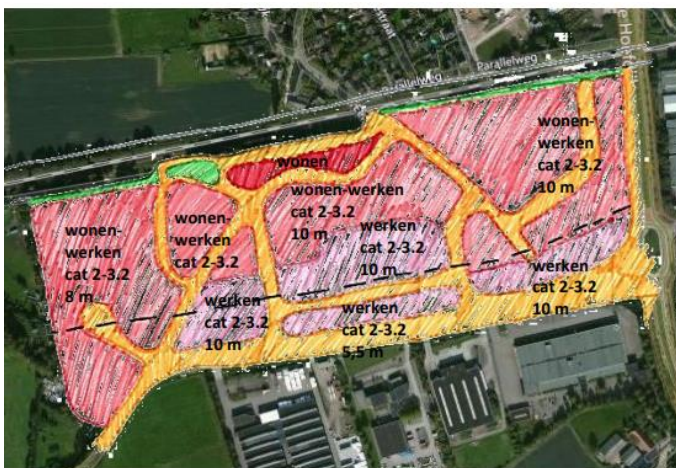 Parallelweg
Parallelweg
wonen
wonen-
werken
cat 2-3.2
10 m
wonen-werken
cat 2-3.2
10 m
wonen-
werken
cat 2-3.2
wonen-
werken
cat 2-3.2
8 m
werken
cat 2-3.2
10 m
werken
cat 2-3.2
10 m
werken
cat 2-3.2
10 m
werken
cat 2-3.2
5,5 m